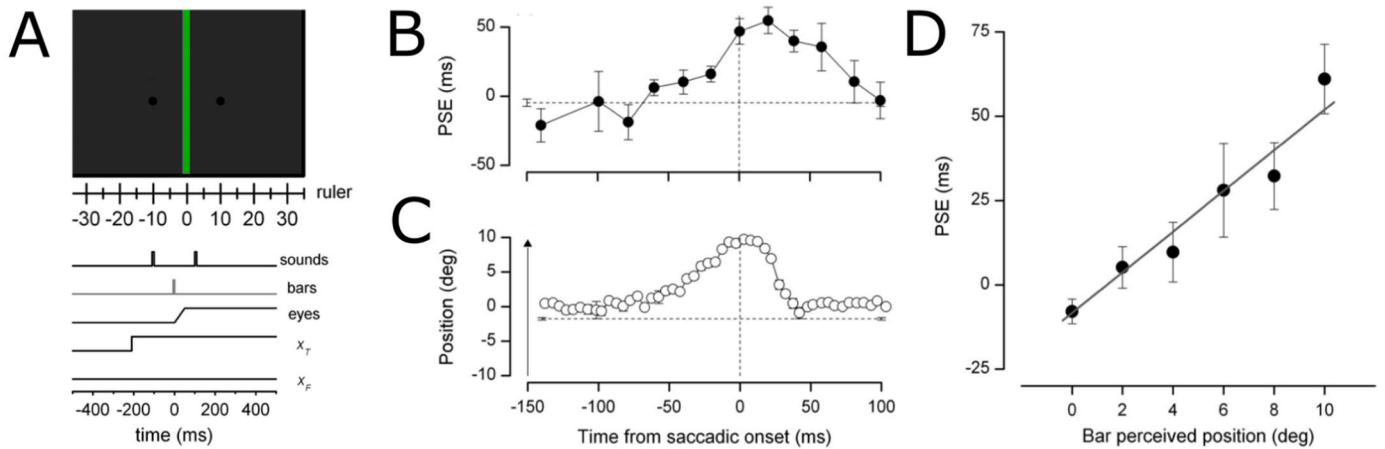 A
ruler
-30 -20 -10 0 10 20 30
sounds
bars
eyes
x_T
x_F
-400 -200 0 200 400
time (ms)
B
50
0
-50
PSE (ms)
C
10
5
0
-5
-10
Position (deg)
-150 -100 -50 0 50 100
Time from saccadic onset (ms)
D
75
50
25
0
-25
PSE (ms)
0 2 4 6 8 10
Bar perceived position (deg)